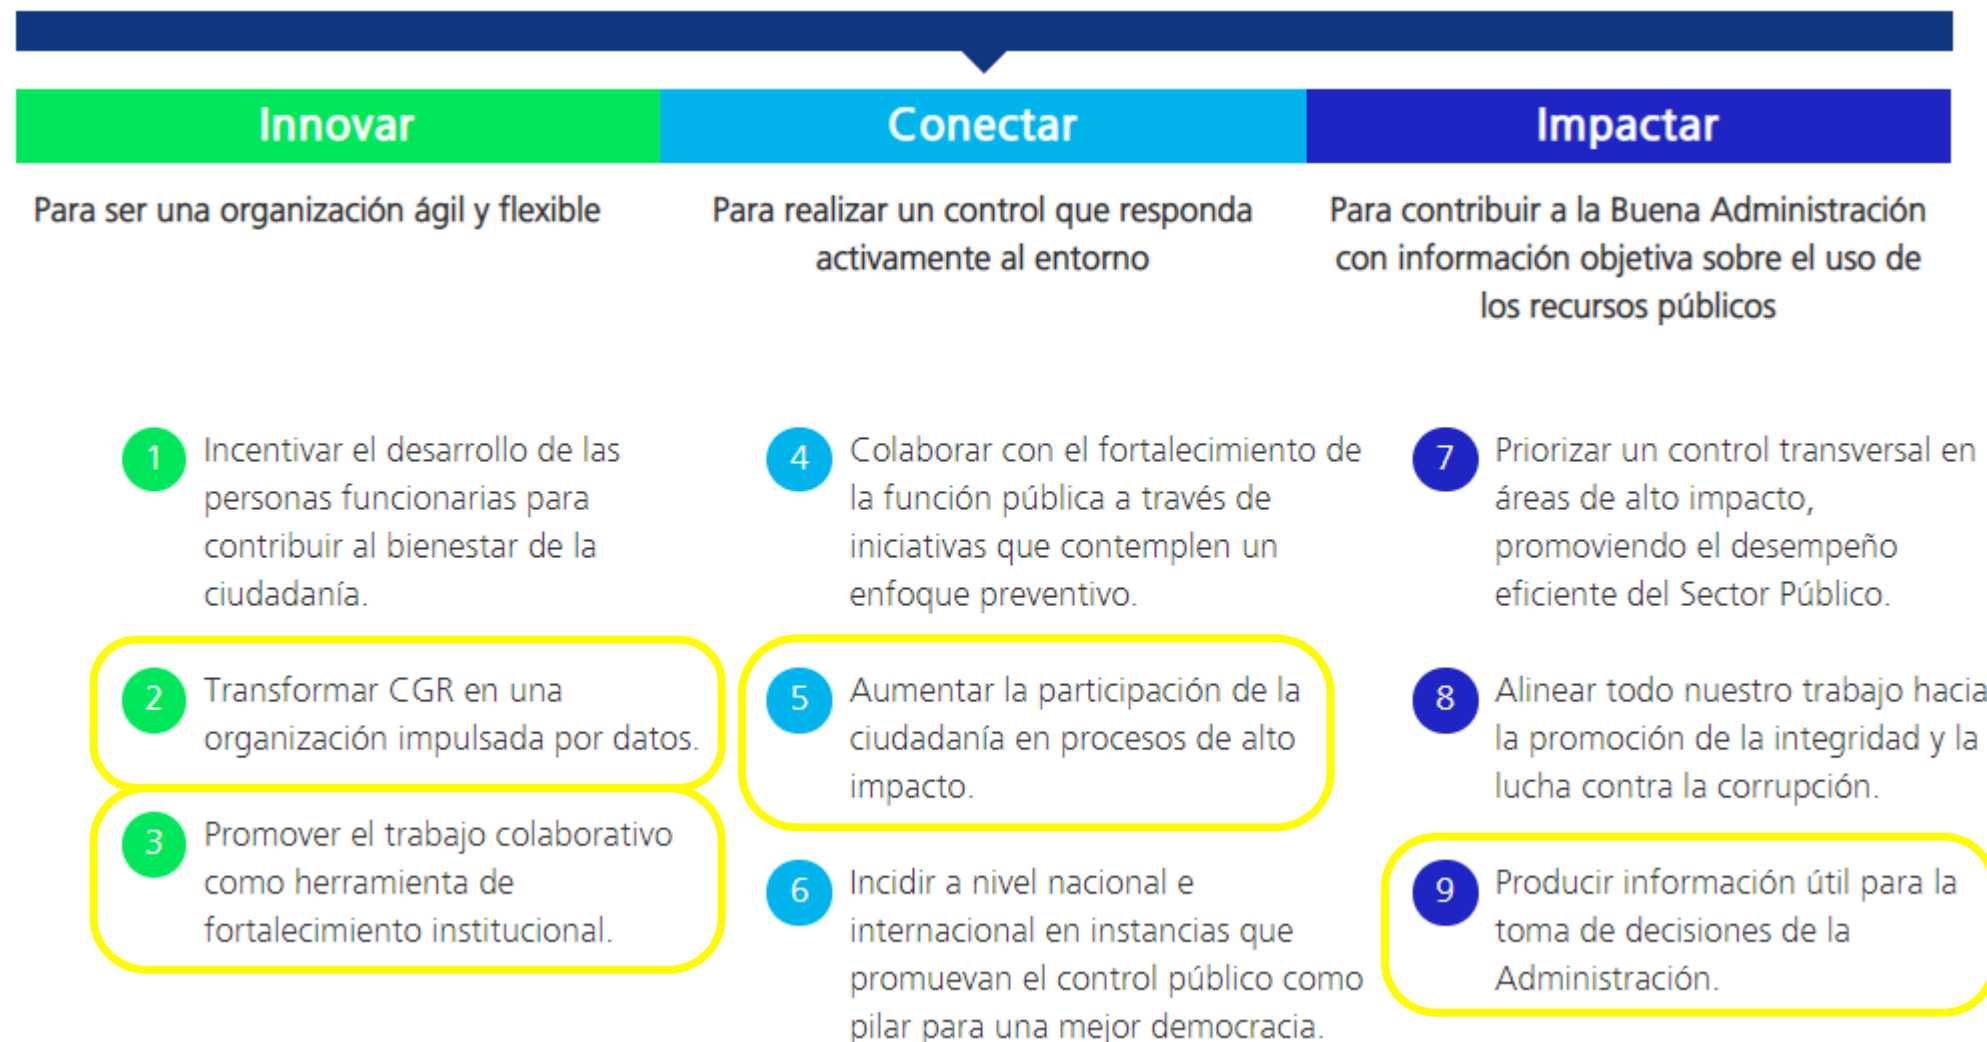 Innovar
Para ser una organización ágil y flexible
1
Incentivar el desarrollo de las
personas funcionarias para
contribuir al bienestar de la
ciudadanía.
2
Transformar CGR en una
organización impulsada por datos.
3
Promover el trabajo colaborativo
como herramienta de
fortalecimiento institucional.
Conectar
Para realizar un control que responda
activamente al entorno
4
Colaborar con el fortalecimiento de
la función pública a través de
iniciativas que contemplen un
enfoque preventivo.
5
Aumentar la participación de la
ciudadanía en procesos de alto
impacto.
6
Incidir a nivel nacional e
internacional en instancias que
promuevan el control público como
pilar para una mejor democracia.
Impactar
Para contribuir a la Buena Administración
con información objetiva sobre el uso de
los recursos públicos
7
Priorizar un control transversal en
áreas de alto impacto,
promoviendo el desempeño
eficiente del Sector Público.
8
Alinear todo nuestro trabajo hacia
la promoción de la integridad y la
lucha contra la corrupción.
9
Producir información útil para la
toma de decisiones de la
Administración.